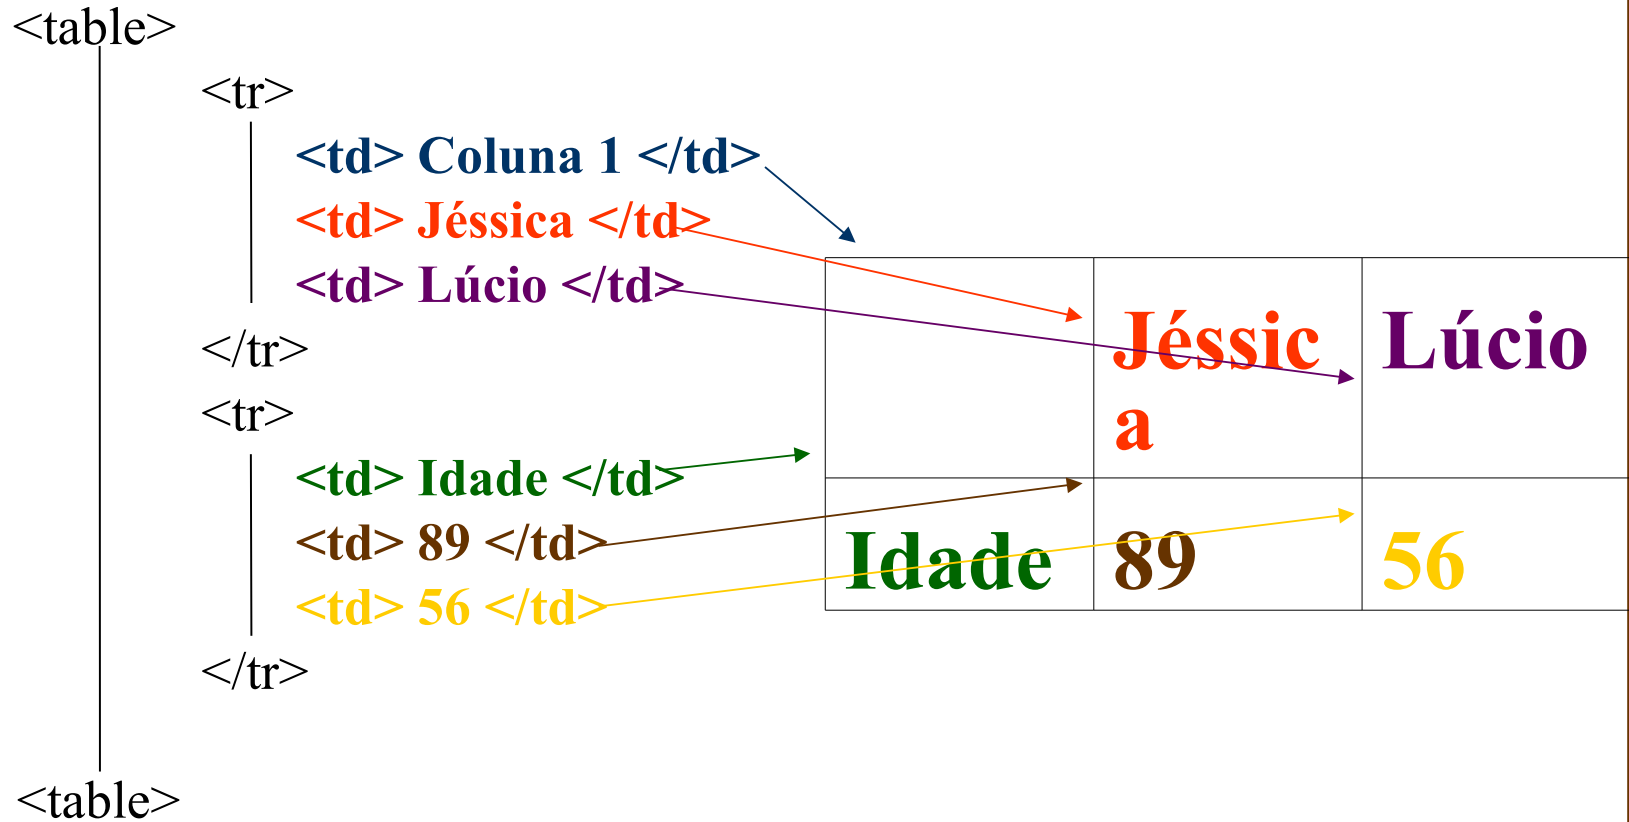 <table>
<tr>
<td> Coluna 1 </td>
<td> Jéssica </td>
<td> Lúcio </td>
</tr>
<tr>
<td> Idade </td>
<td> 89 </td>
<td> 56 </td>
</tr>
<table>
Jéssic
a
Lúcio
Idade
89
56